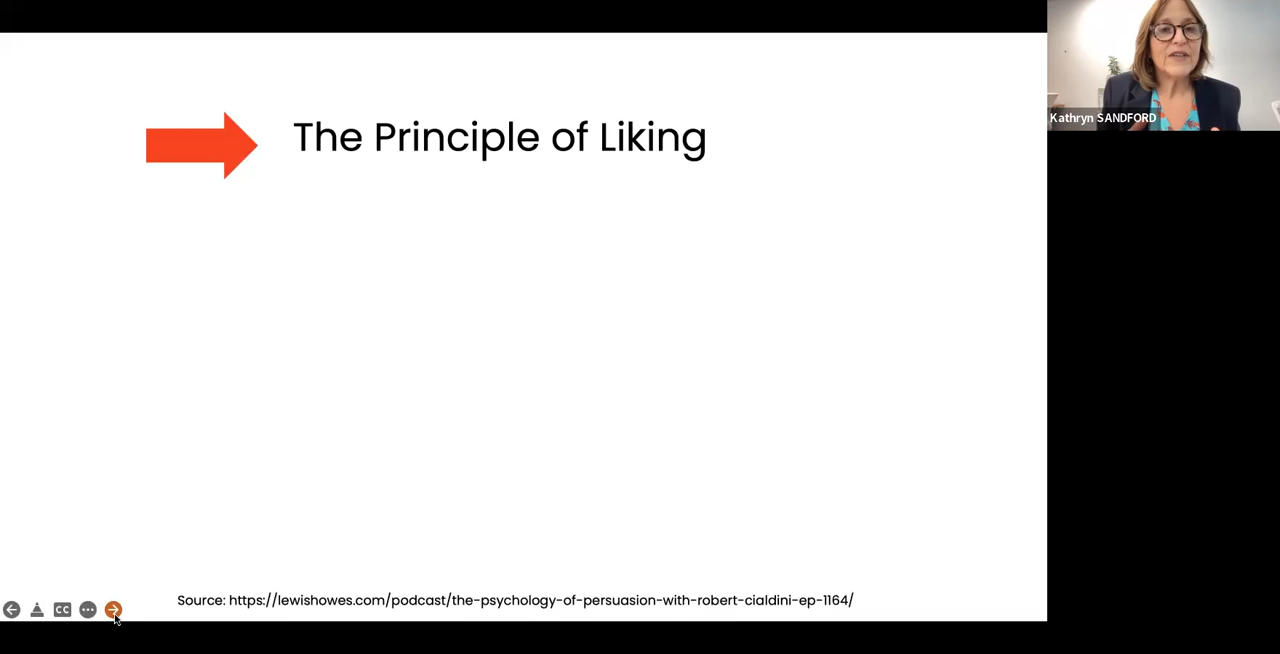 The Principle of Liking
Kathryn SANDFORD
Source: https://lewishowes.com/podcast/the-psychology-of-persuasion-with-robert-cialdini-ep-1164/
CC